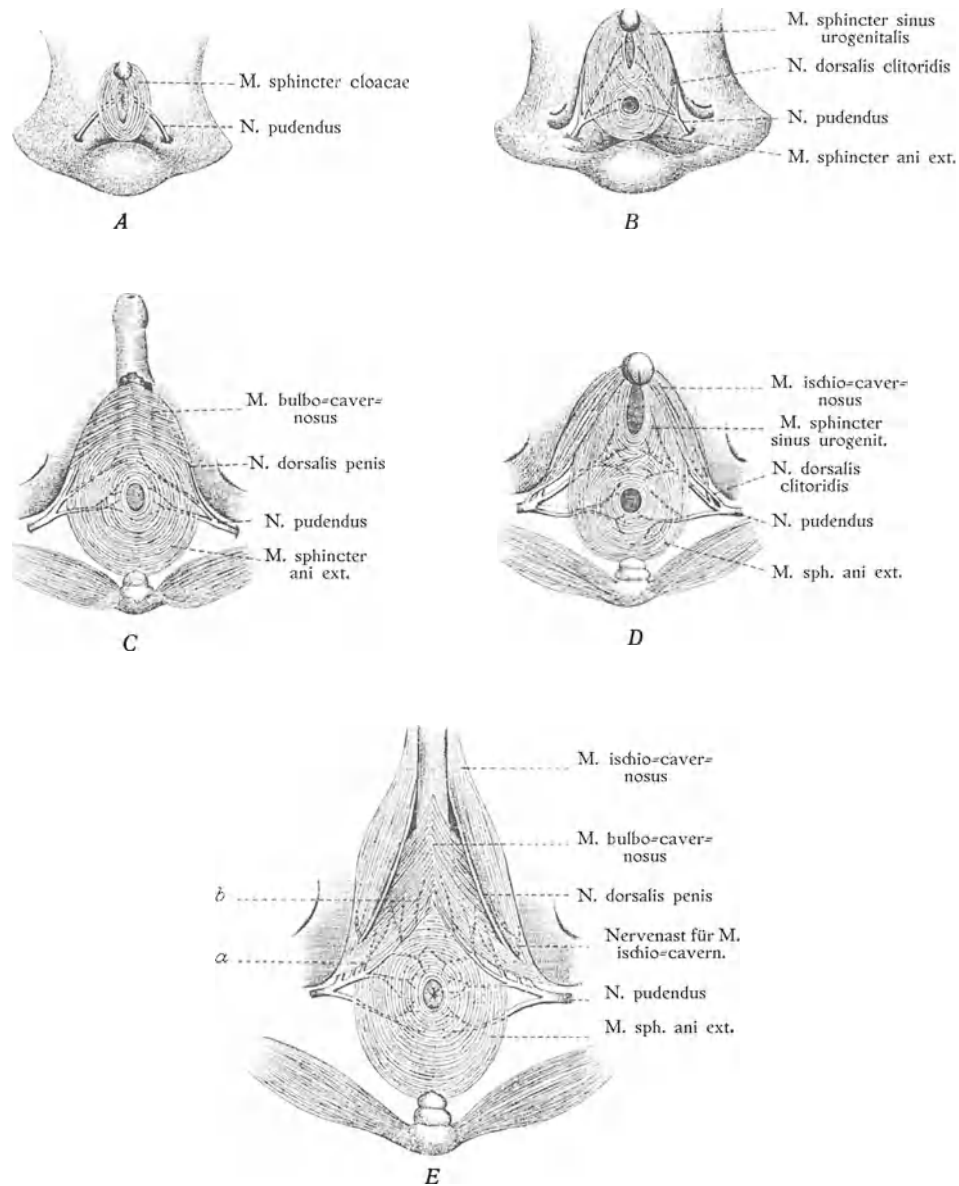 M. sphincter cloacae
N. pudendus
A
M. sphincter sinus
urogenitalis
N. dorsalis clitoridis
N. pudendus
M. sphincter ani ext.
B
M. bulbo=caver=
nosus
N. dorsalis penis
N. pudendus
M. sphincter
ani ext.
C
M. ischio=caver=
nosus
M. sphincter
sinus urogenit.
N. dorsalis
clitoridis
N. pudendus
M. sph. ani ext.
D
M. ischio=caver=
nosus
M. bulbo=caver=
nosus
b
N. dorsalis penis
Nervenast für M.
ischio=cavern.
a
N. pudendus
M. sph. ani ext.
E